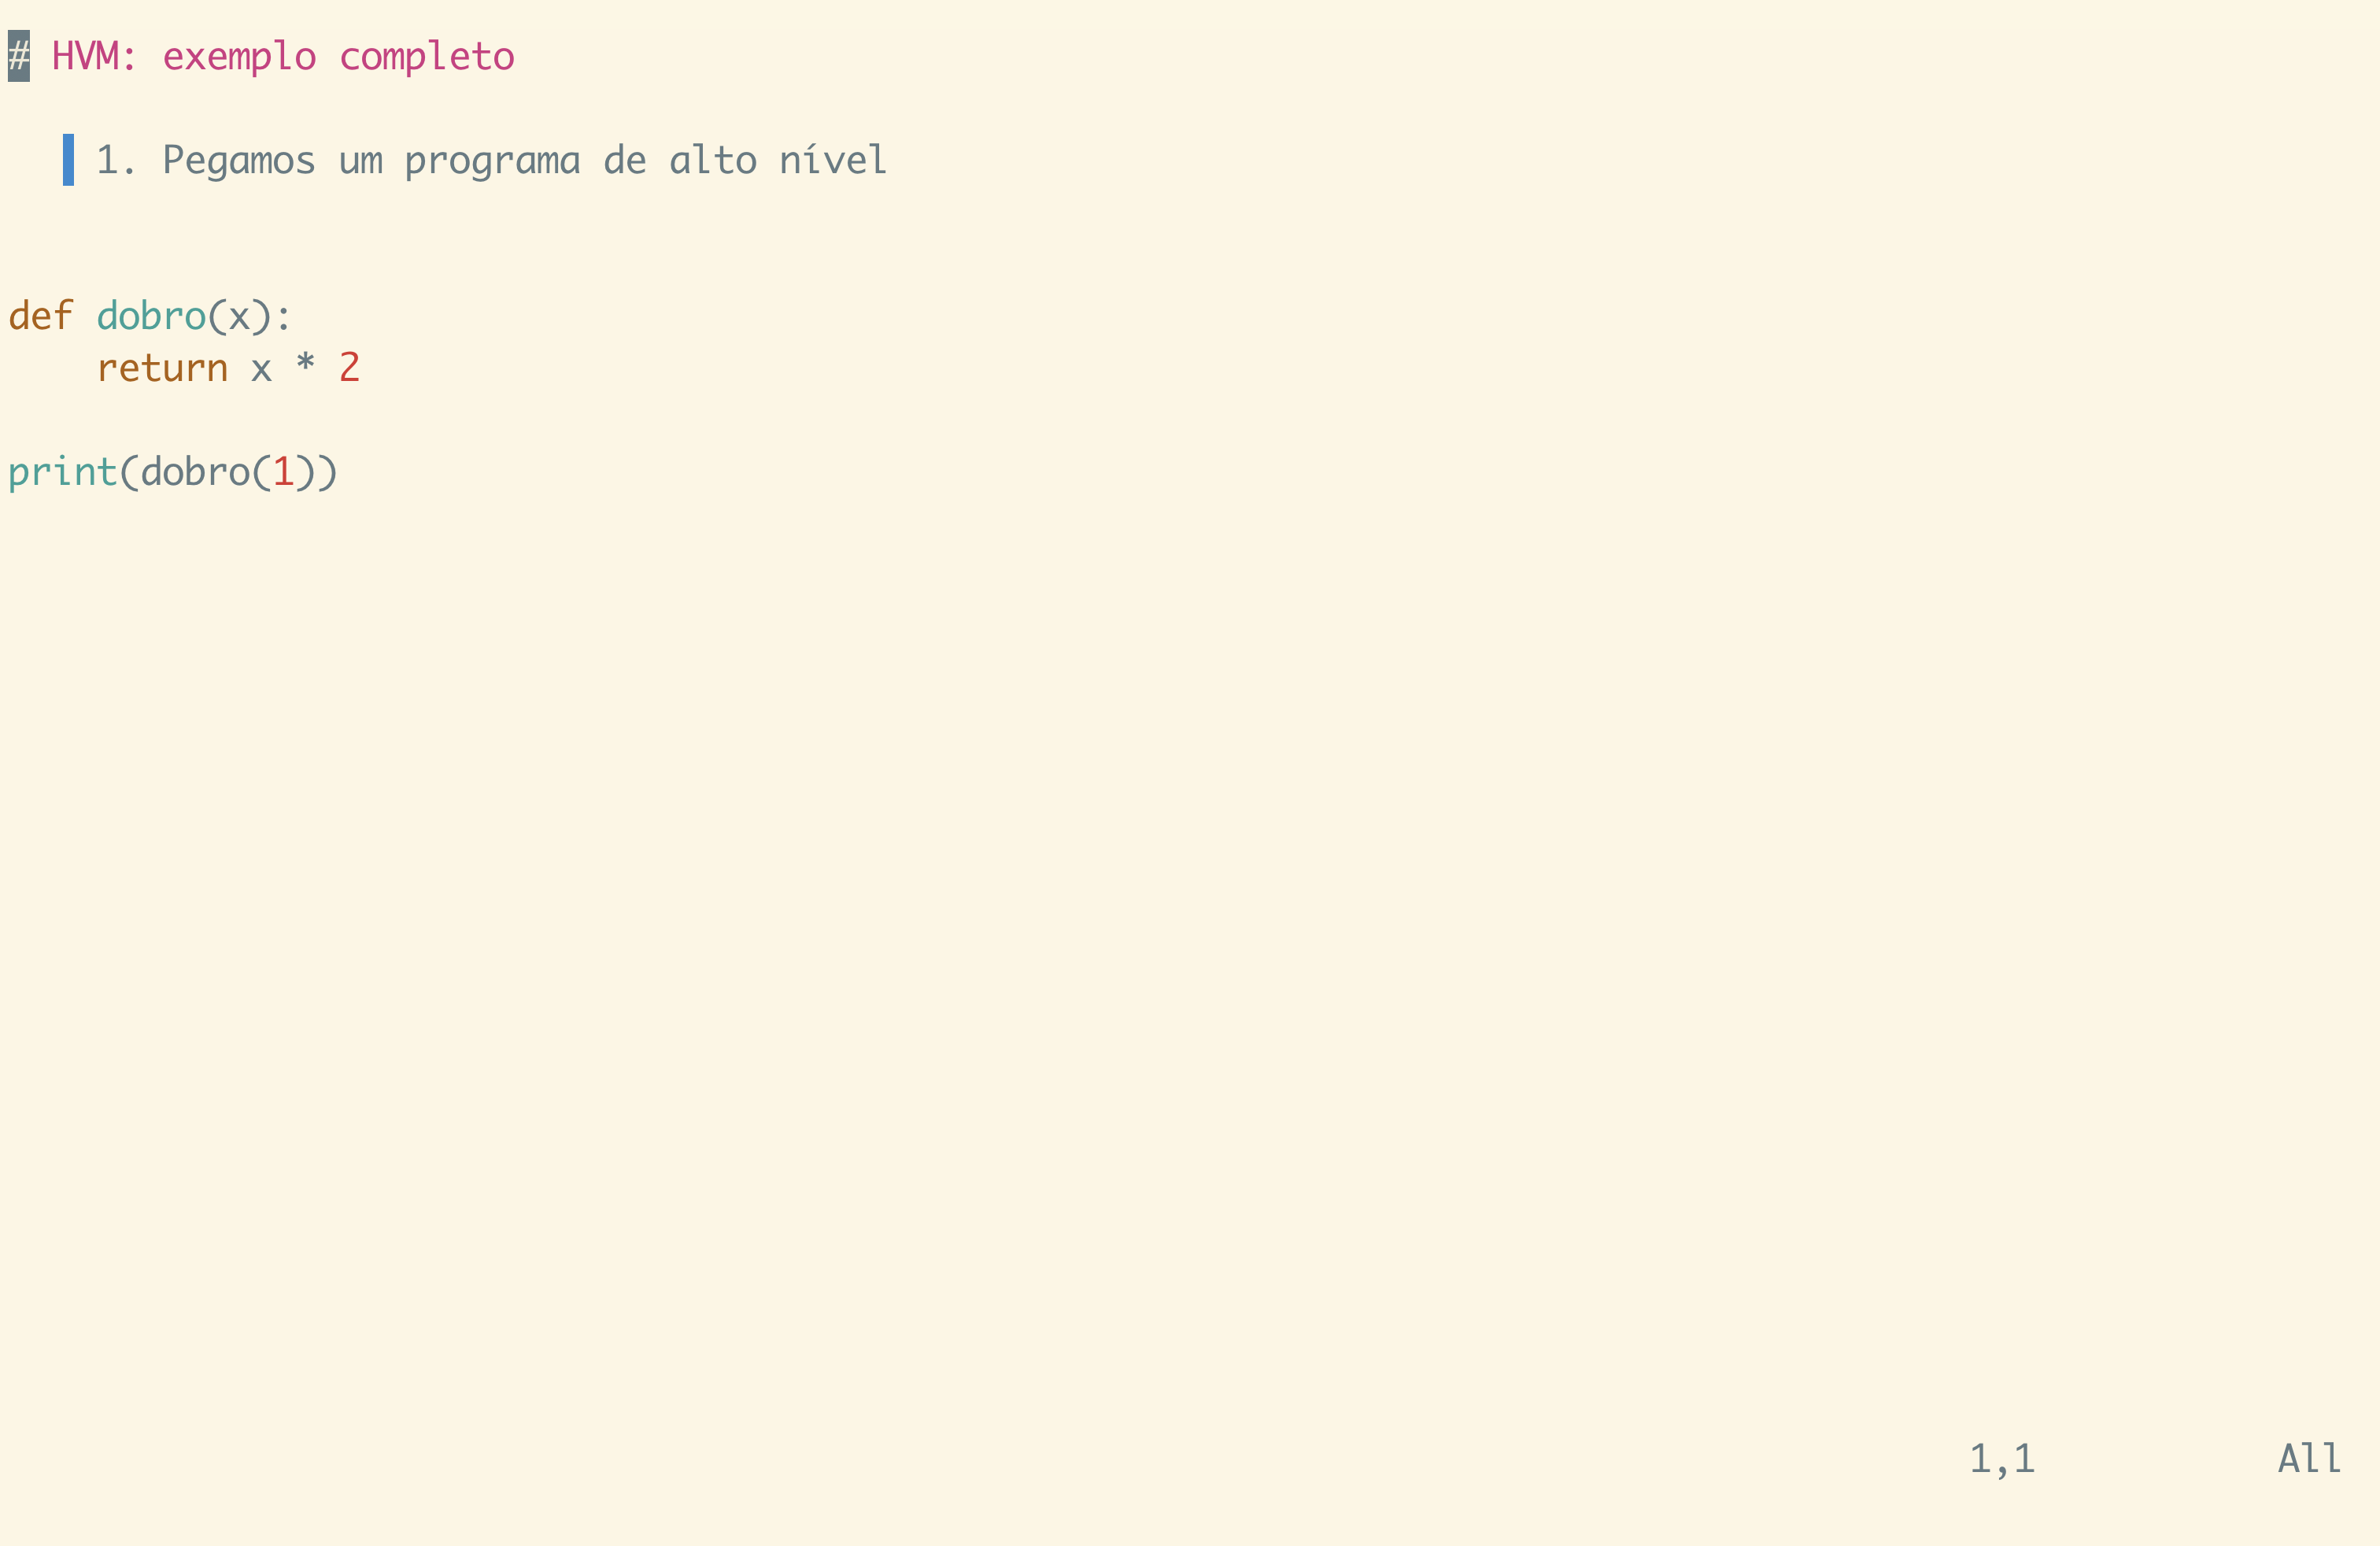 # HVM: exemplo completo
1. Pegamos um programa de alto nível
def dobro(x):
    return x * 2
print(dobro(1))
1,1 All